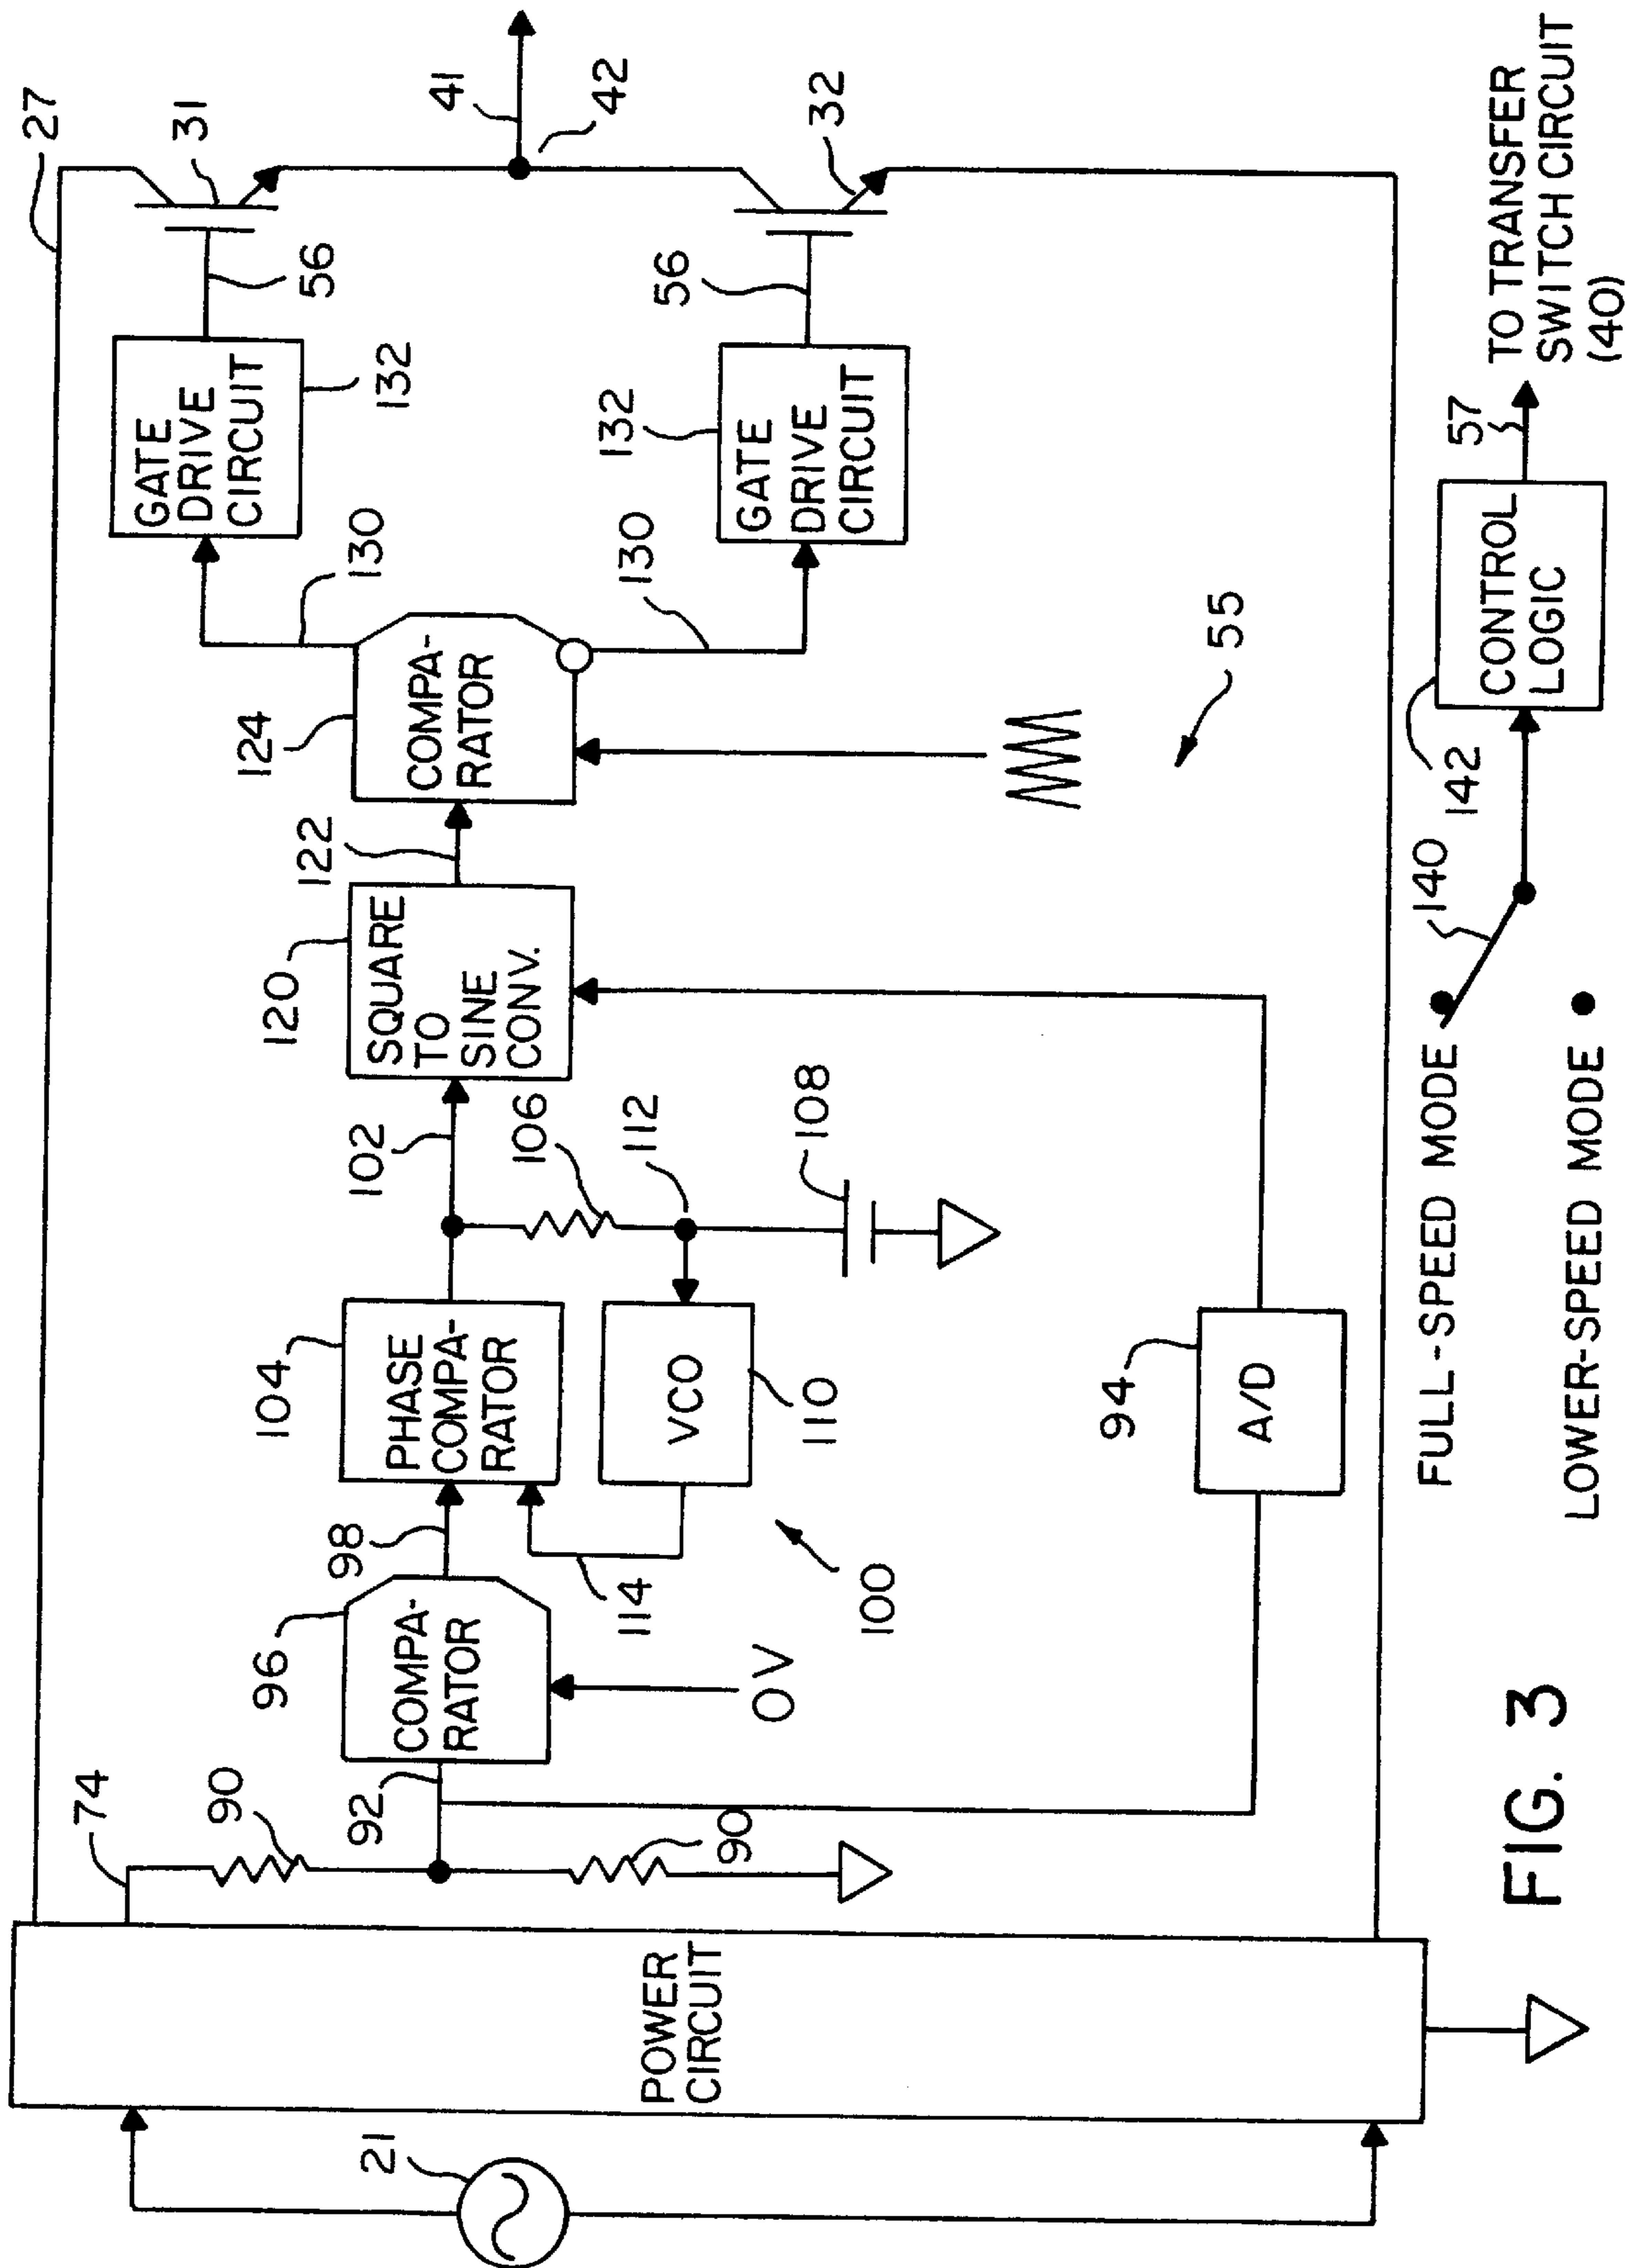 27
74
31
GATE
DRIVE
CIRCUIT
56
132
90
130
41
42
92
96
COMPA-
RATOR
98
104
PHASE
COMPA-
RATOR
102
120
SQUARE
TO
SINE
CONV.
122
124
COMPA-
RATOR
21
POWER
CIRCUIT
90
0V
114
VCO
110
106
112
108
100
130
132
GATE
DRIVE
CIRCUIT
56
32
55
94
A/D
FULL-SPEED MODE
LOWER-SPEED MODE
140
142
CONTROL
LOGIC
57
TO TRANSFER
SWITCH CIRCUIT
(40)
FIG. 3